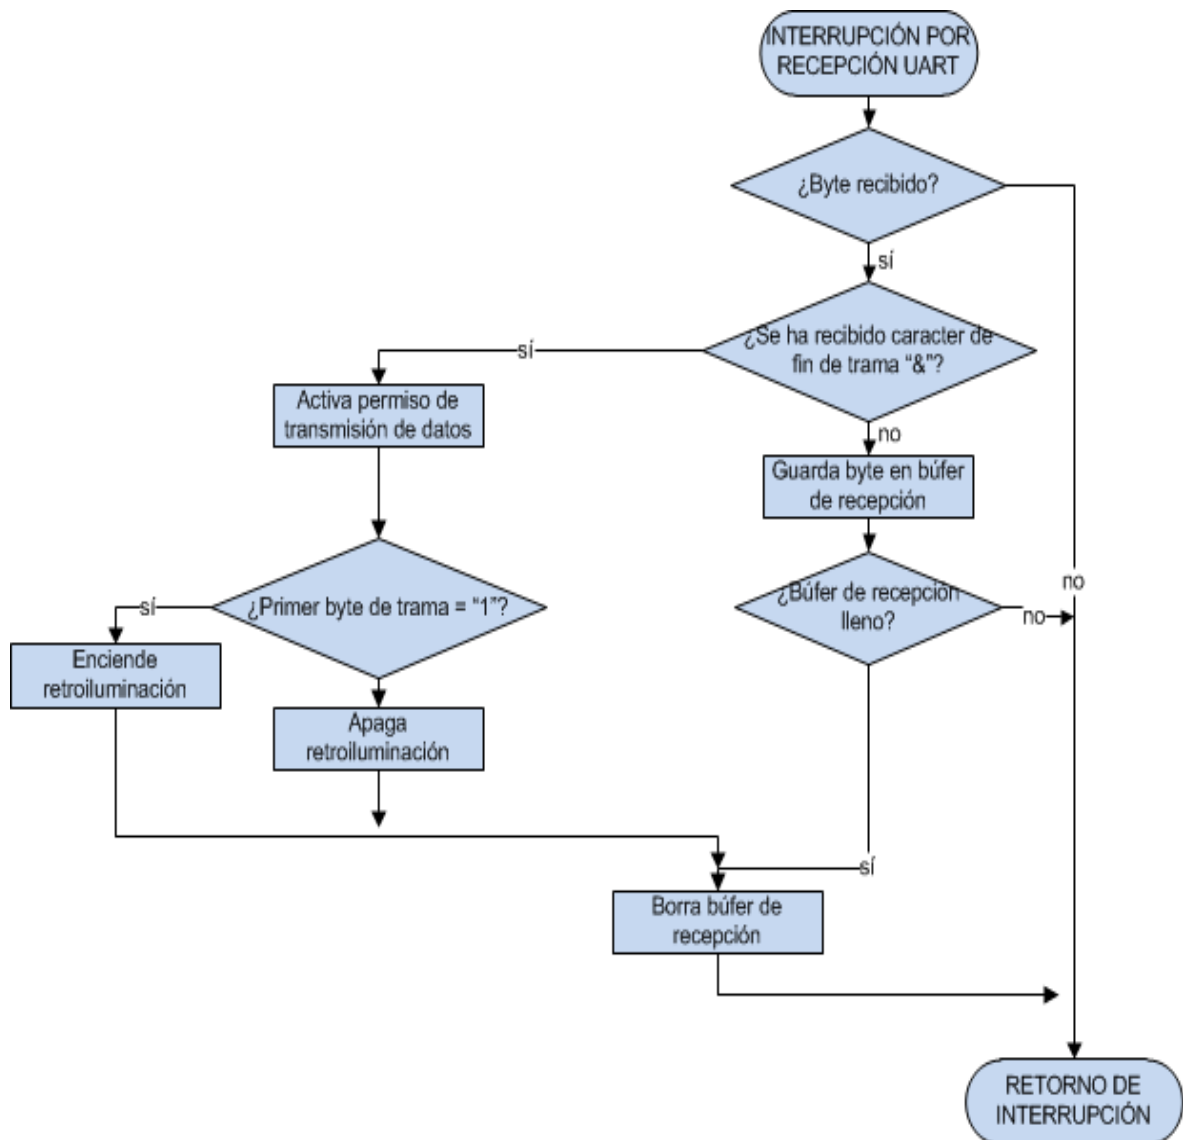 INTERRUPCIÓN POR
RECEPCIÓN UART
¿Byte recibido?
sí
¿Se ha recibido caracter de
fin de trama “&”?
sí
Activa permiso de
transmisión de datos
no
Guarda byte en búfer
de recepción
¿Primer byte de trama = “1”?
sí
¿Búfer de recepción
lleno?
no
no
Enciende
retroiluminación
Apaga
retroiluminación
sí
Borra búfer de
recepción
RETORNO DE
INTERRUPCIÓN